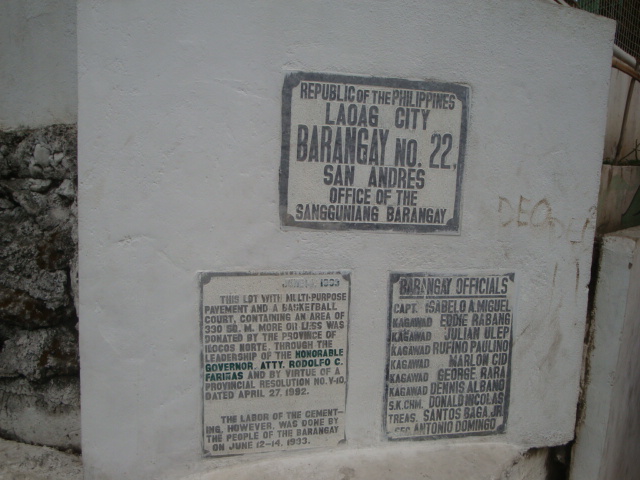 REPUBLIC OF THE PHILIPPINES
LAOAG CITY
BARANGAY NO. 22,
SAN ANDRES
OFFICE OF THE
SANGGUNIANG BARANGAY
1993
THIS LOT WITH MULTI-PURPOSE
PAVEMENT AND A BASKETBALL
COURT, CONTAINING AN AREA OF
330 SQ. M. MORE OR LESS WAS
DONATED BY THE PROVINCE OF
ILOCOS NORTE, THROUGH THE
LEADERSHIP OF THE HONORABLE
GOVERNOR, ATTY. RODOLFO C.
FARIÑAS AND BY VIRTUE OF A
PROVINCIAL RESOLUTION NO. V-10,
DATED APRIL 27, 1992.
THE LABOR OF THE CEMENT-
ING, HOWEVER, WAS DONE BY
THE PEOPLE OF THE BARANGAY
ON JUNE 12-14, 1993.
BARANGAY OFFICIALS
CAPT. ISABELO A. MIGUEL
KAGAWAD EDDIE RABAGO
KAGAWAD JULIAN ULEP
KAGAWAD RUFINO PAULINO
KAGAWAD MARLON CID
KAGAWAD GEORGE RARA
KAGAWAD DENNIS ALBANO
S.K. CHM. DONALD NICOLAS
TREAS. SANTOS BAGA JR.
SEC. ANTONIO DOMINGO